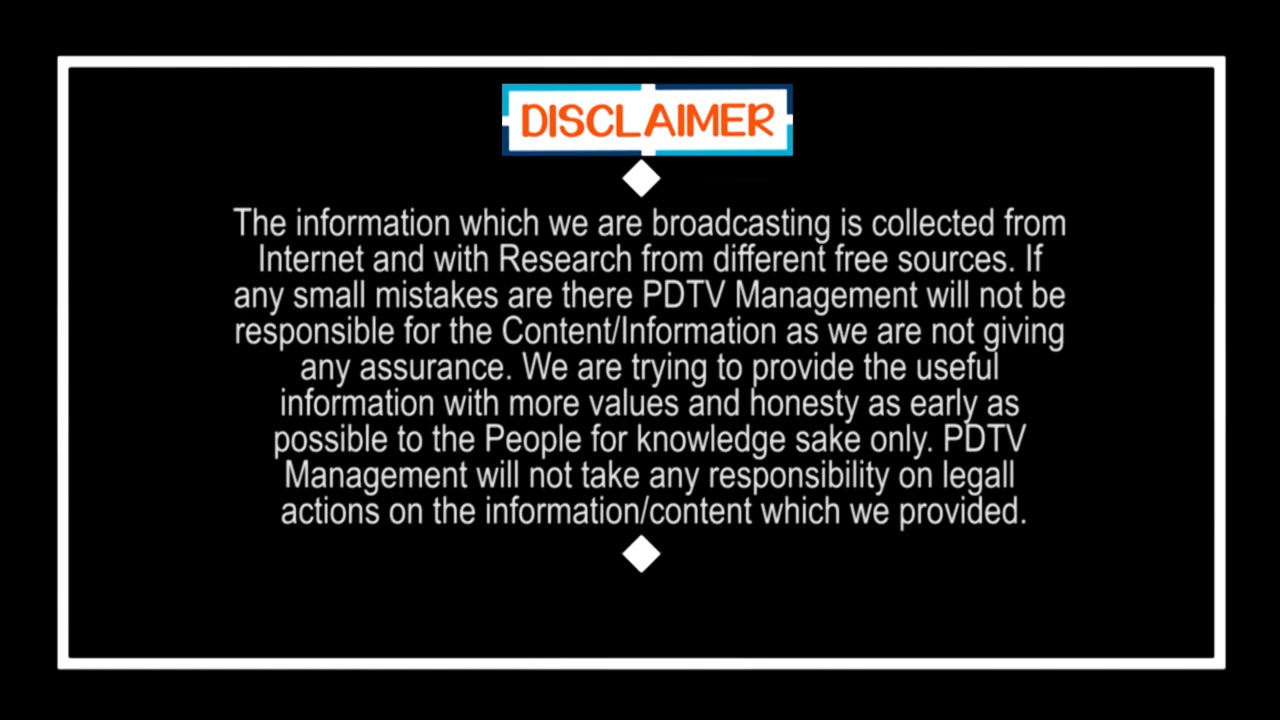 DISCLAIMER
The information which we are broadcasting is collected from
Internet and with Research from different free sources. If
any small mistakes are there PDTV Management will not be
responsible for the Content/Information as we are not giving
any assurance. We are trying to provide the useful
information with more values and honesty as early as
possible to the People for knowledge sake only. PDTV
Management will not take any responsibility on legall
actions on the information/content which we provided.